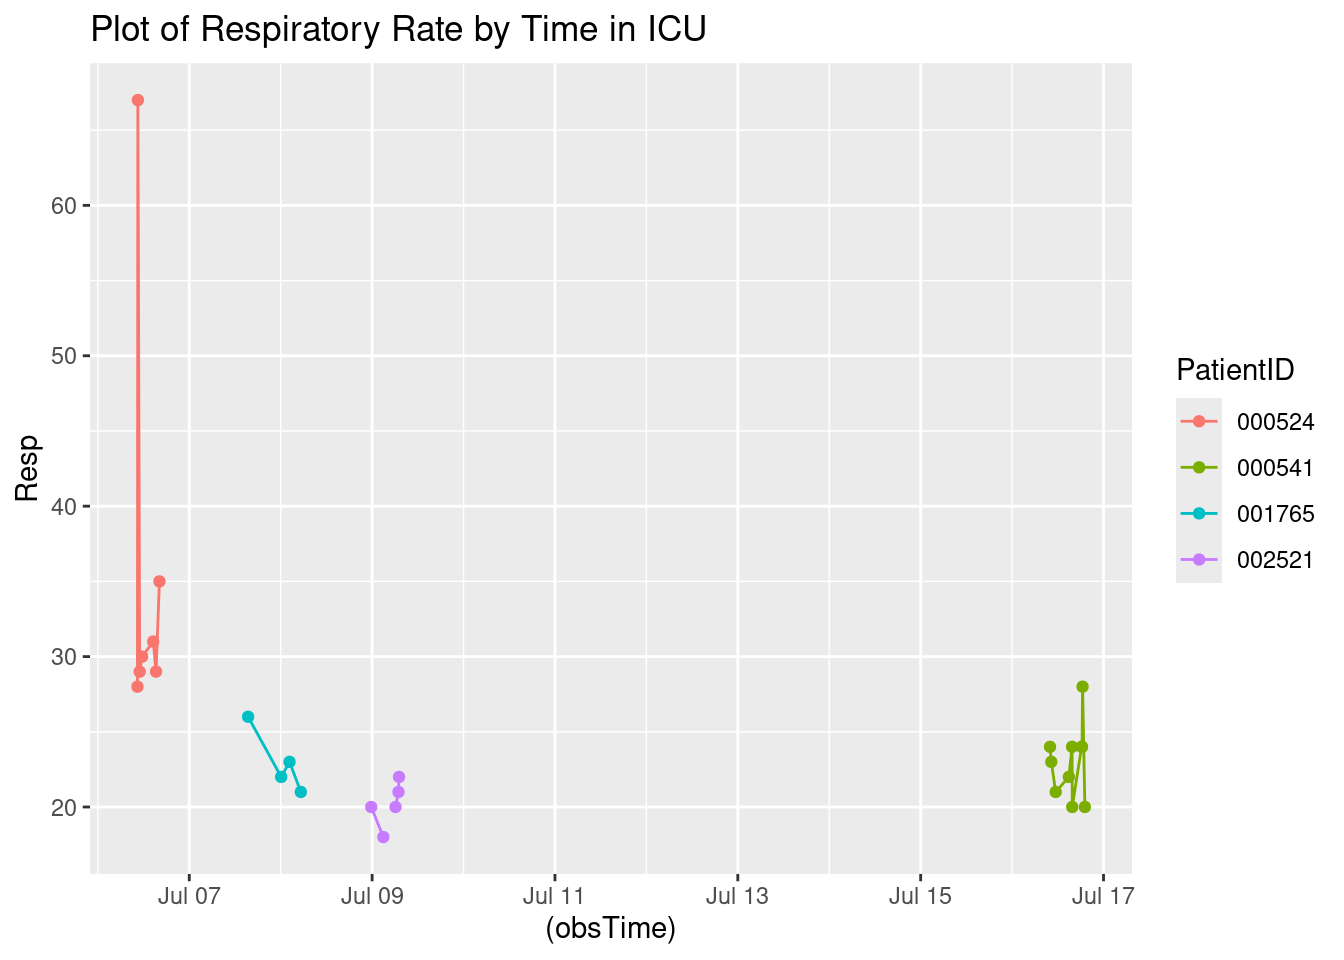 Plot of Respiratory Rate by Time in ICU
60
50
40
30
20
Resp
Jul 07
Jul 09
Jul 11
Jul 13
Jul 15
Jul 17
(obsTime)
PatientID
000524
000541
001765
002521